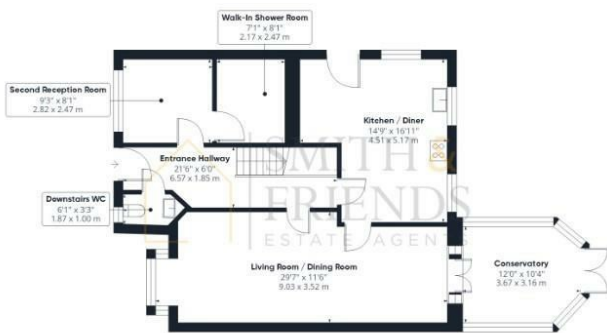 Walk-In Shower Room
7'1" x 8'1"
2.17 x 2.47 m
Second Reception Room
9'3" x 8'1"
2.82 x 2.47 m
Kitchen / Diner
14'9" x 16'11"
4.51 x 5.17 m
Entrance Hallway
21'6" x 6'0"
6.57 x 1.85 m
SMITH &
FRIENDS
ESTATE AGENTS
Downstairs WC
6'1" x 3'3"
1.87 x 1.00 m
Living Room / Dining Room
29'7" x 11'6"
9.03 x 3.52 m
Conservatory
12'0" x 10'4"
3.67 x 3.16 m